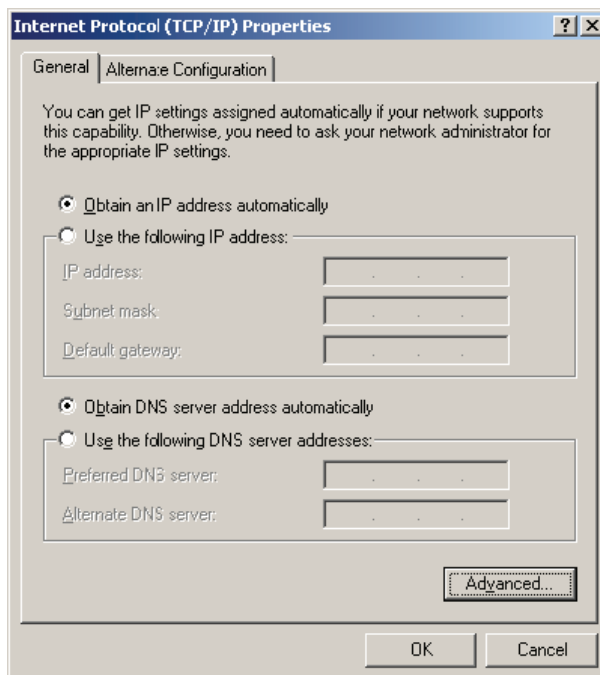 Internet Protocol (TCP/IP) Properties
General
Alternate Configuration
You can get IP settings assigned automatically if your network supports
this capability. Otherwise, you need to ask your network administrator for
the appropriate IP settings.
Obtain an IP address automatically
Use the following IP address:
IP address:
Subnet mask:
Default gateway:
Obtain DNS server address automatically
Use the following DNS server addresses:
Preferred DNS server:
Alternate DNS server:
Advanced...
OK
Cancel